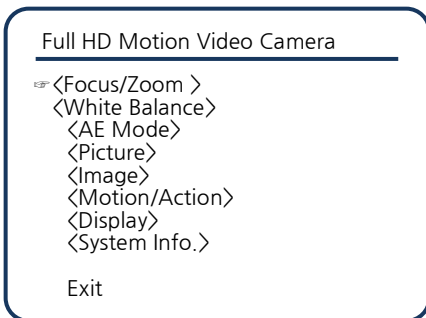 Full HD Motion Video Camera
☞〈Focus/Zoom 〉
〈White Balance〉
〈AE Mode〉
〈Picture〉
〈Image〉
〈Motion/Action〉
〈Display〉
〈System Info.〉
Exit